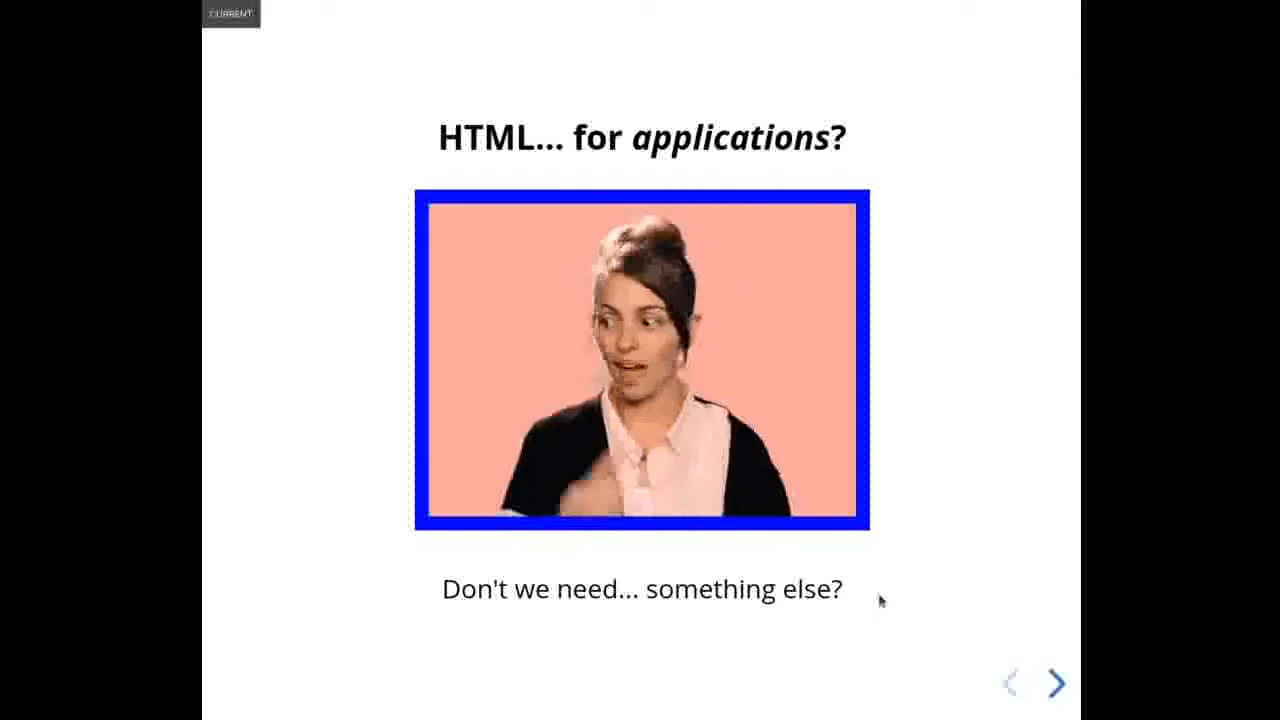 CURRENT
HTML... for applications?
Don't we need... something else?